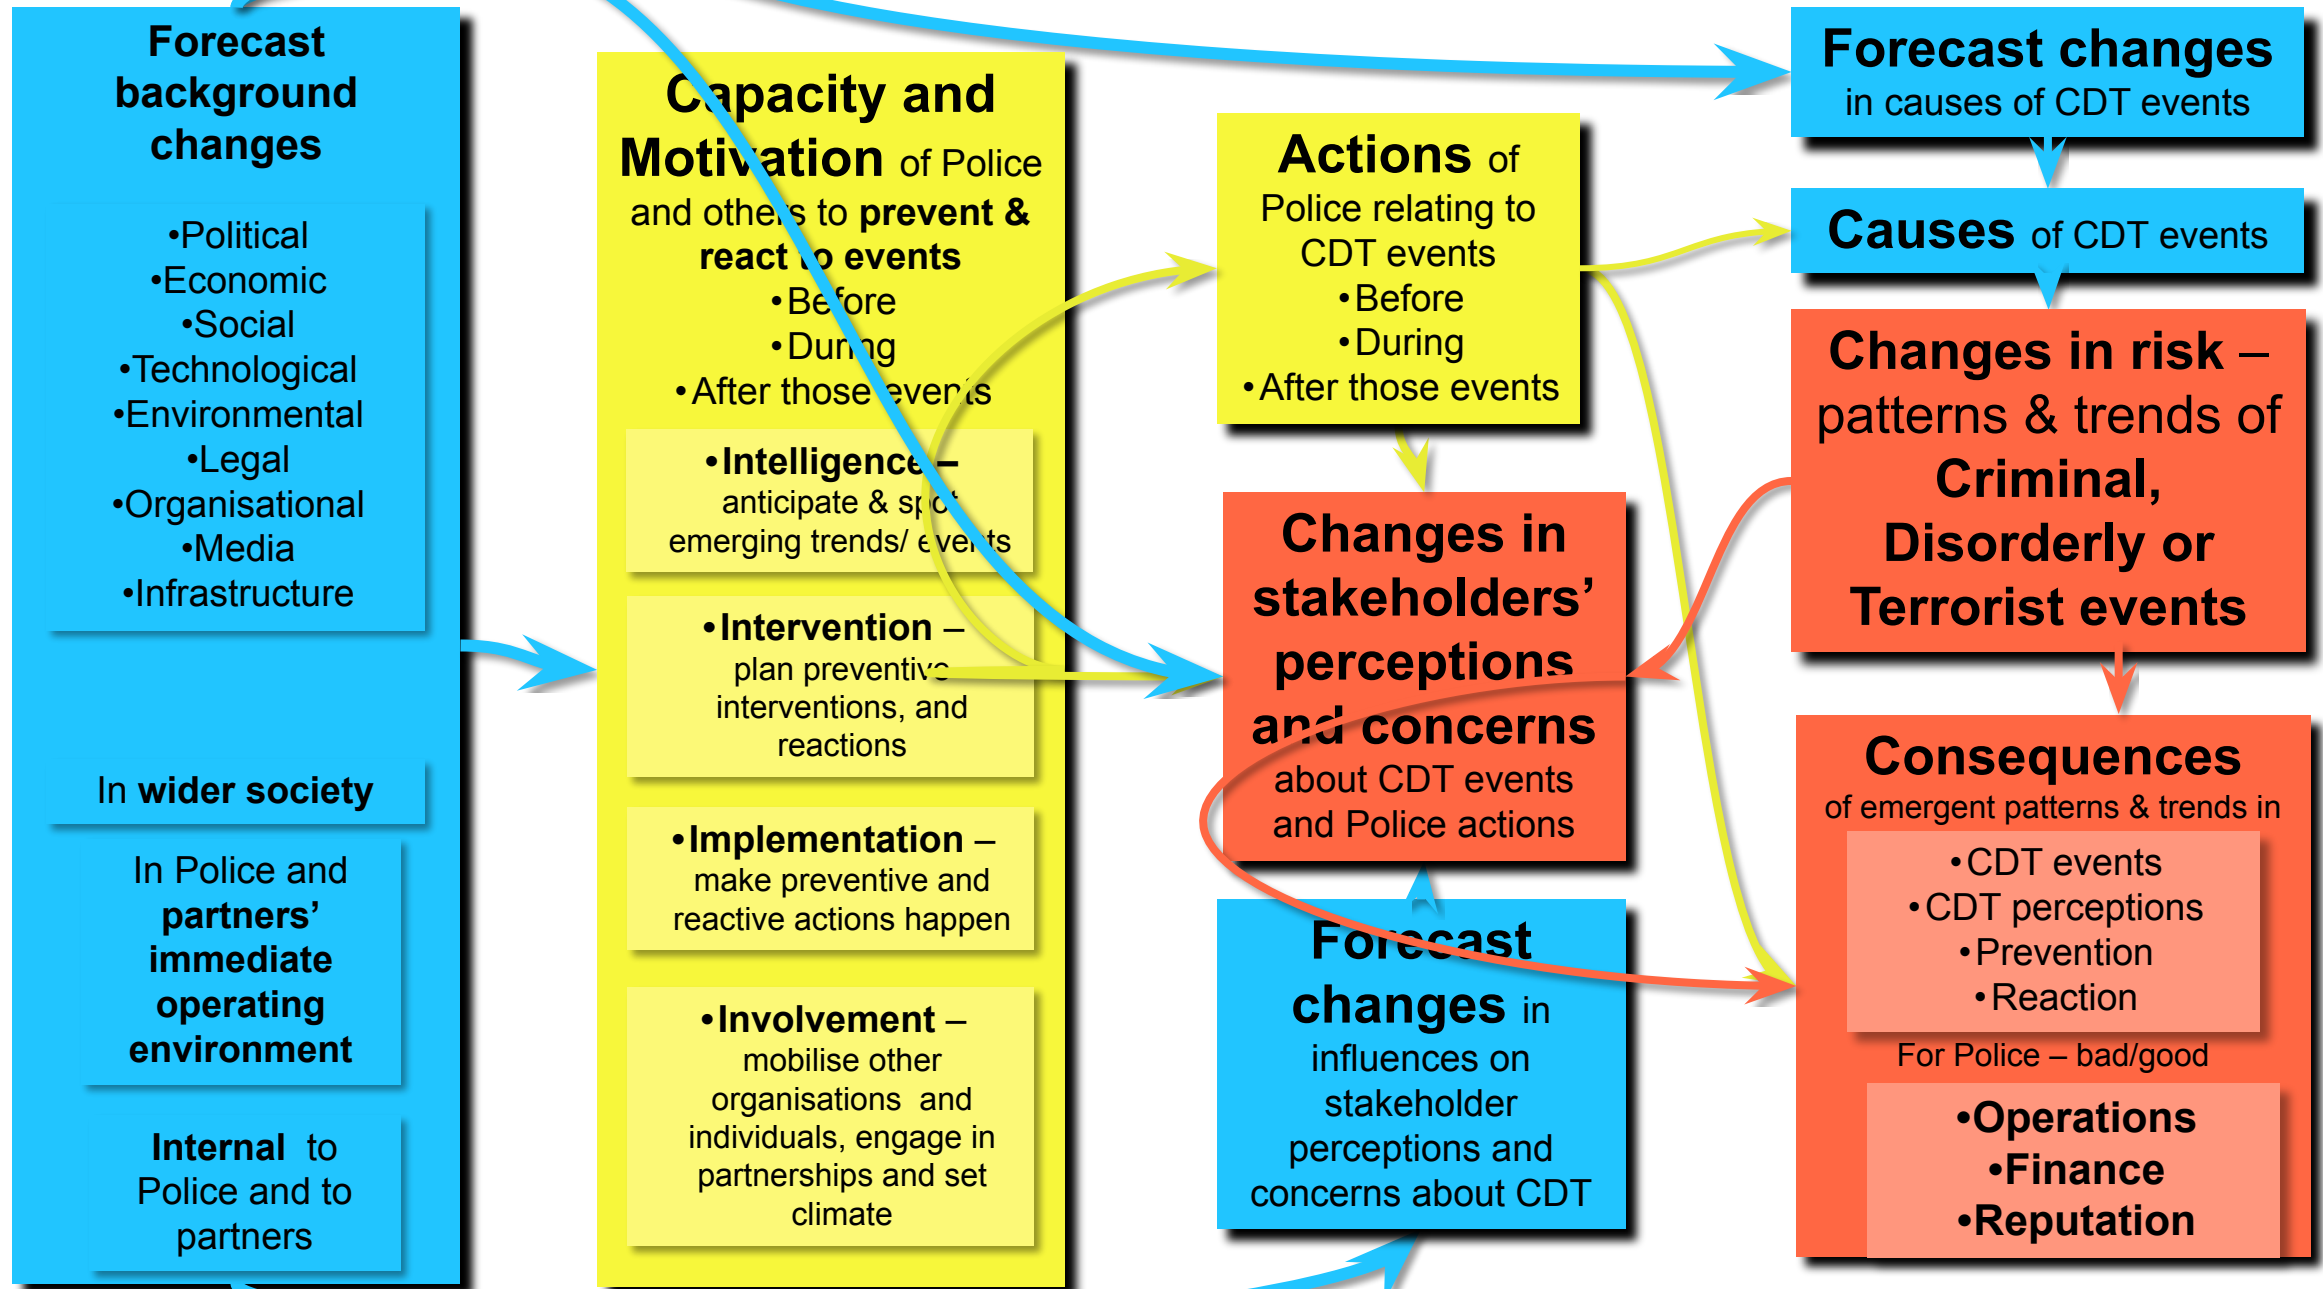 Forecast
background
changes
•Political
•Economic
•Social
•Technological
•Environmental
•Legal
•Organisational
•Media
•Infrastructure
In wider society
In Police and
partners’
immediate
operating
environment
Internal to
Police and to
partners
Capacity and
Motivation of Police
and others to prevent &
react to events
•Before
•During
•After those events
•Intelligence –
anticipate & spot
emerging trends/ events
•Intervention –
plan preventive
interventions, and
reactions
•Implementation –
make preventive and
reactive actions happen
•Involvement –
mobilise other
organisations and
individuals, engage in
partnerships and set
climate
Actions of
Police relating to
CDT events
•Before
•During
•After those events
Changes in
stakeholders’
perceptions
and concerns
about CDT events
and Police actions
Forecast
changes in
influences on
stakeholder
perceptions and
concerns about CDT
Forecast changes
in causes of CDT events
Causes of CDT events
Changes in risk –
patterns & trends of
Criminal,
Disorderly or
Terrorist events
Consequences
of emergent patterns & trends in
•CDT events
•CDT perceptions
•Prevention
•Reaction
For Police – bad/good
•Operations
•Finance
•Reputation